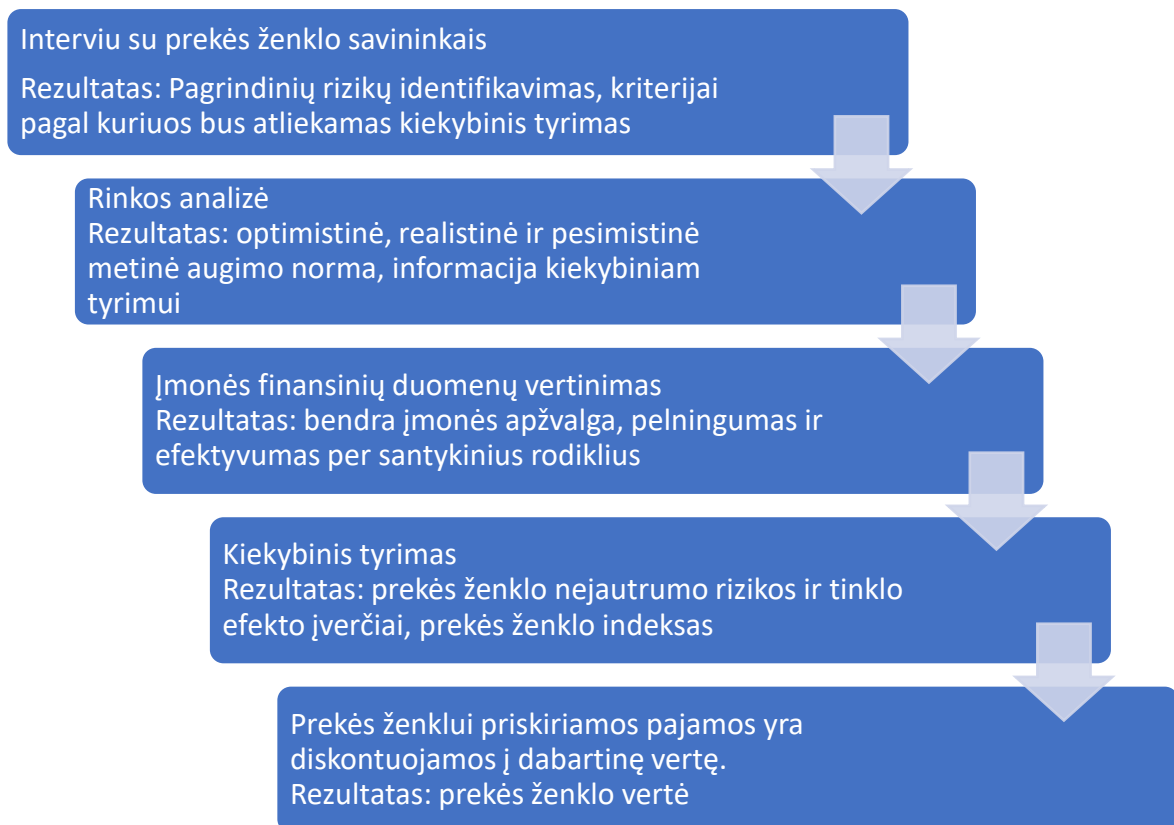 Interviu su prekės ženklo savininkais
Rezultatas: Pagrindinių rizikų identifikavimas, kriterijai
pagal kuriuos bus atliekamas kiekybinis tyrimas
Rinkos analizė
Rezultatas: optimistinė, realistinė ir pesimistinė
metinė augimo norma, informacija kiekybiniam
tyrimui
Įmonės finansinių duomenų vertinimas
Rezultatas: bendra įmonės apžvalga, pelningumas ir
efektyvumas per santykinius rodiklius
Kiekybinis tyrimas
Rezultatas: prekės ženklo nejautrumo rizikos ir tinklo
efekto įverčiai, prekės ženklo indeksas
Prekės ženklui priskiriamos pajamos yra
diskontuojamos į dabartinę vertę.
Rezultatas: prekės ženklo vertė